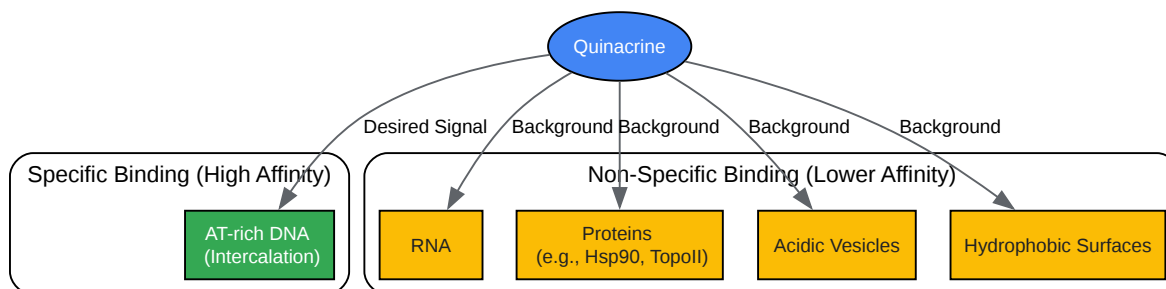 Quinacrine
Desired Signal
Background
Background
Background
Background
Specific Binding (High Affinity)
Non-Specific Binding (Lower Affinity)
AT-rich DNA
(Intercalation)
RNA
Proteins
(e.g., Hsp90, TopoII)
Acidic Vesicles
Hydrophobic Surfaces